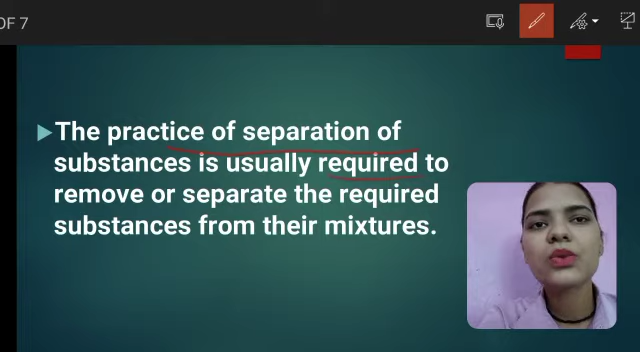 OF 7
The practice of separation of
substances is usually required to
remove or separate the required
substances from their mixtures.